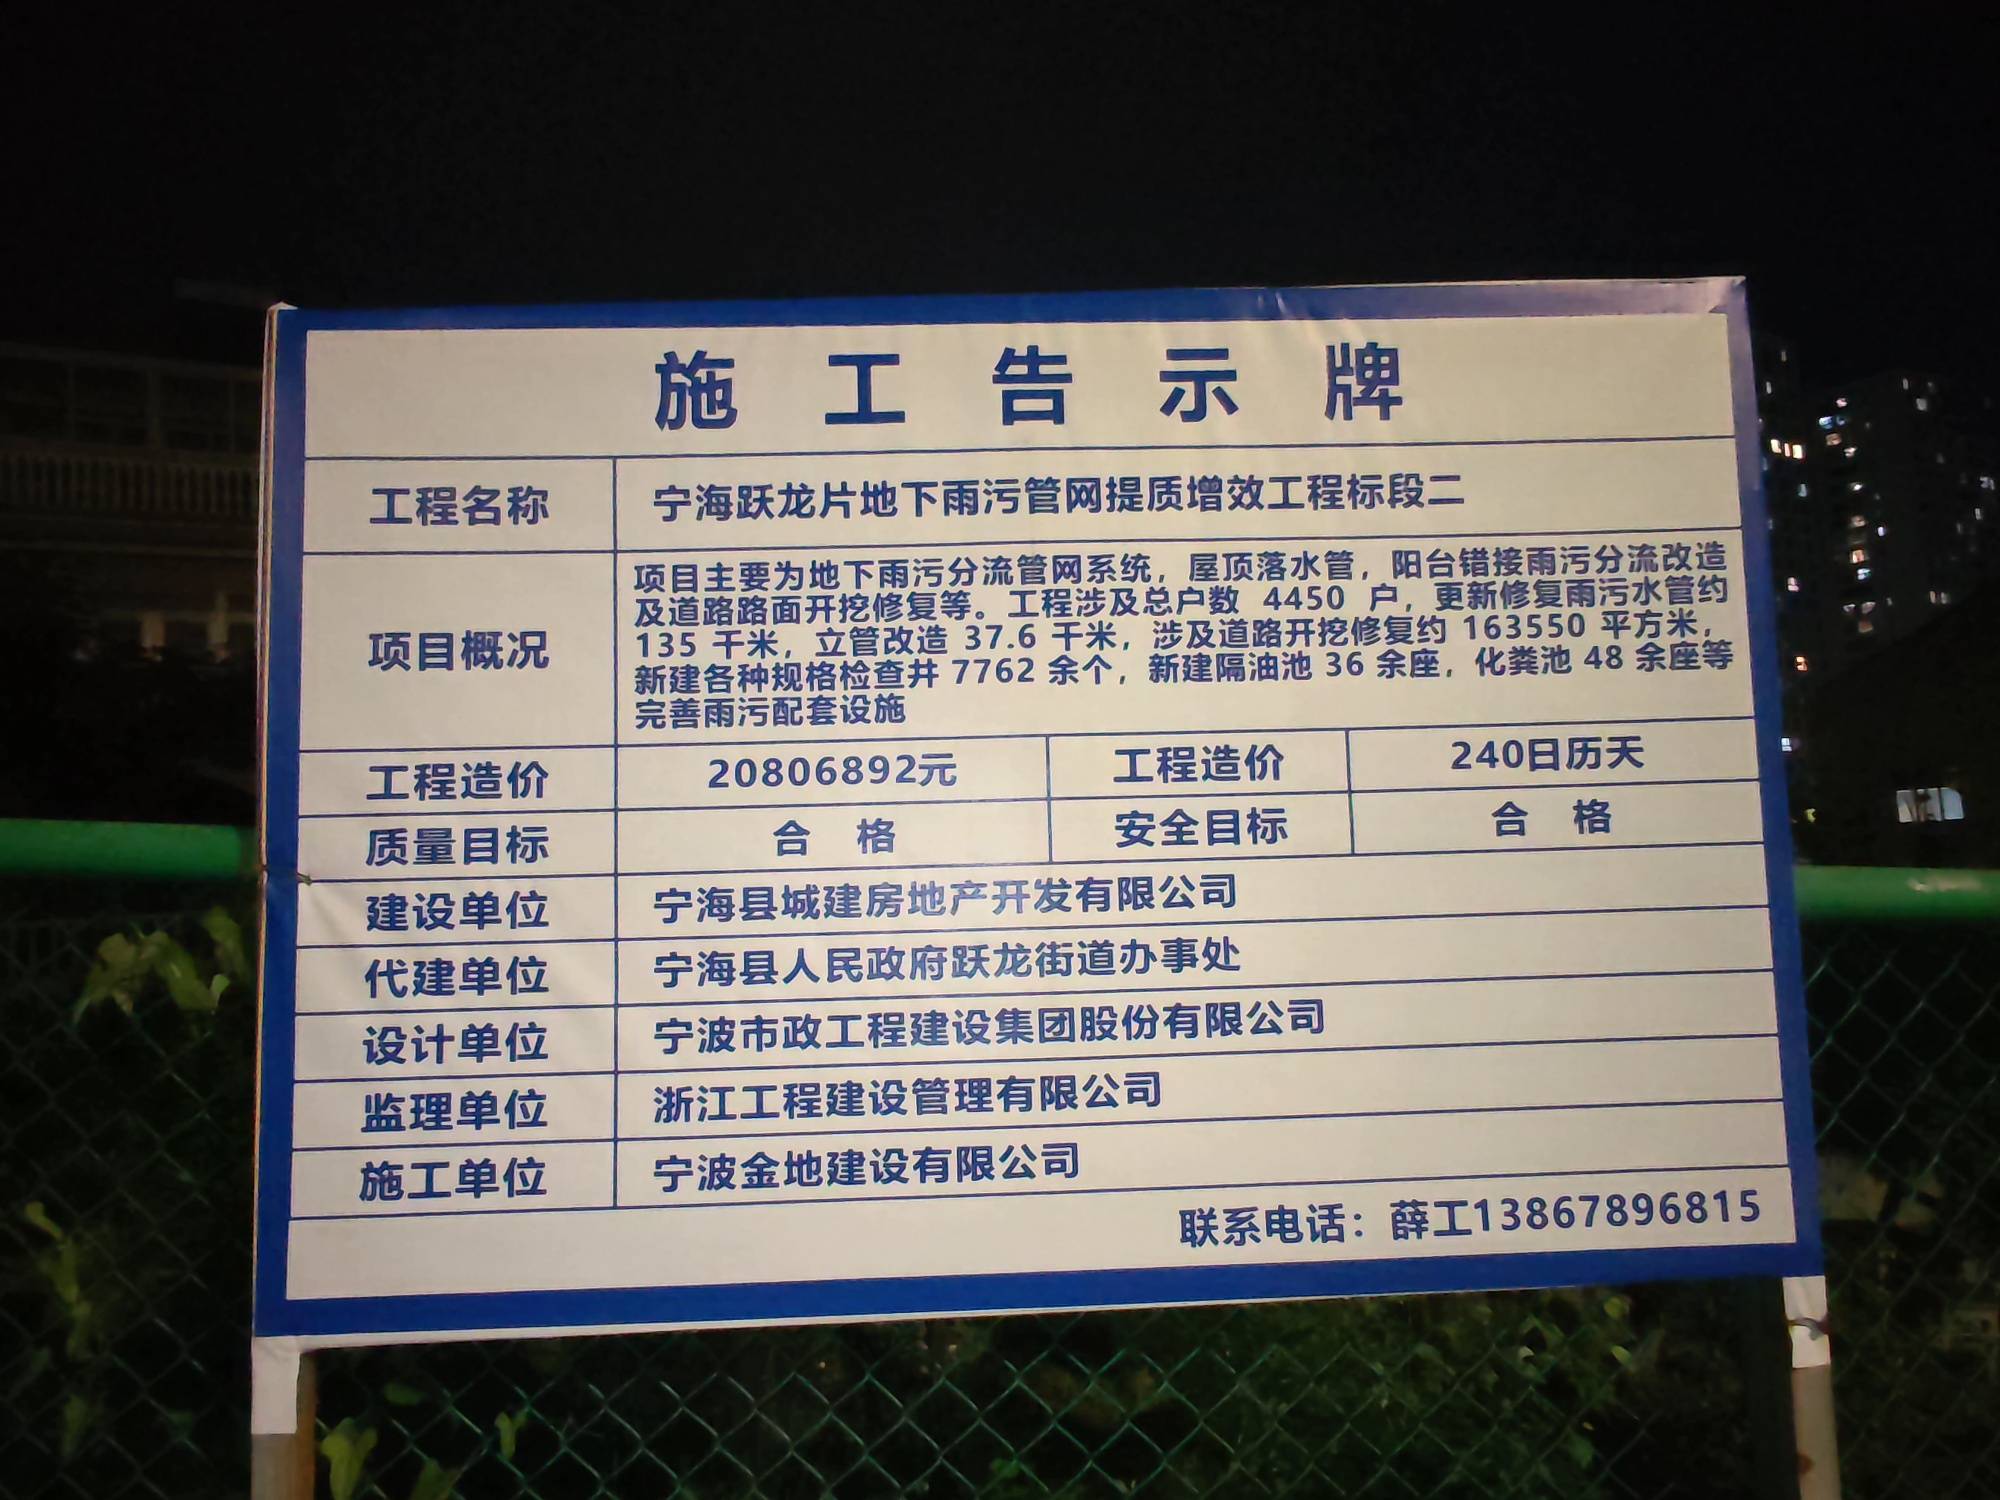 施工告示牌
工程名称 宁海跃龙片地下雨污管网提质增效工程标段二
项目概况
项目主要为地下雨污分流管网系统，屋顶落水管，阳台错接雨污分流改造
及道路路面开挖修复等。工程涉及总户数 4450 户，更新修复雨污水管约
135 千米，立管改造 37.6 千米，涉及道路开挖修复约 163550 平方米，
新建各种规格检查井 7762 余个，新建隔油池 36 余座，化粪池 48 余座等
完善雨污配套设施
工程造价 20806892元 工程造价 240日历天
质量目标 合 格 安全目标 合 格
建设单位 宁海县城建房地产开发有限公司
代建单位 宁海县人民政府跃龙街道办事处
设计单位 宁波市政工程建设集团股份有限公司
监理单位 浙江工程建设管理有限公司
施工单位 宁波金地建设有限公司
联系电话：薛工13867896815